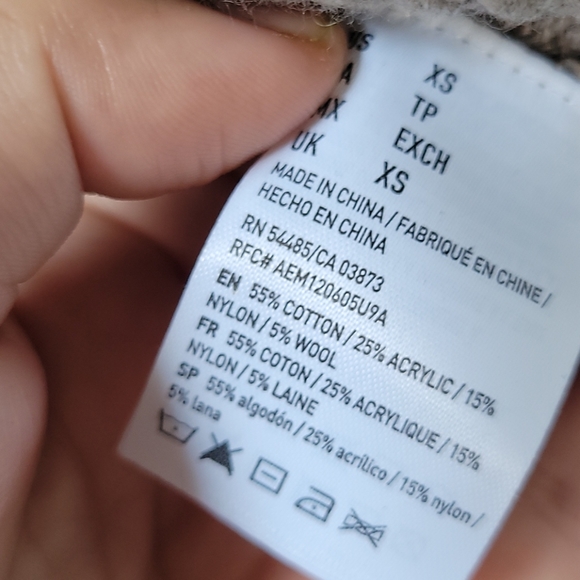 XS
TP
MX EXCH
UK XS
MADE IN CHINA / FABRIQUÉ EN CHINE /
HECHO EN CHINA
RN 54485/CA 03873
RFC# AEM120605U9A
EN 55% COTTON / 25% ACRYLIC / 15%
NYLON / 5% WOOL
FR 55% COTON / 25% ACRYLIQUE / 15%
NYLON / 5% LAINE
SP 55% algodón / 25% acrílico / 15% nylon /
5% lana